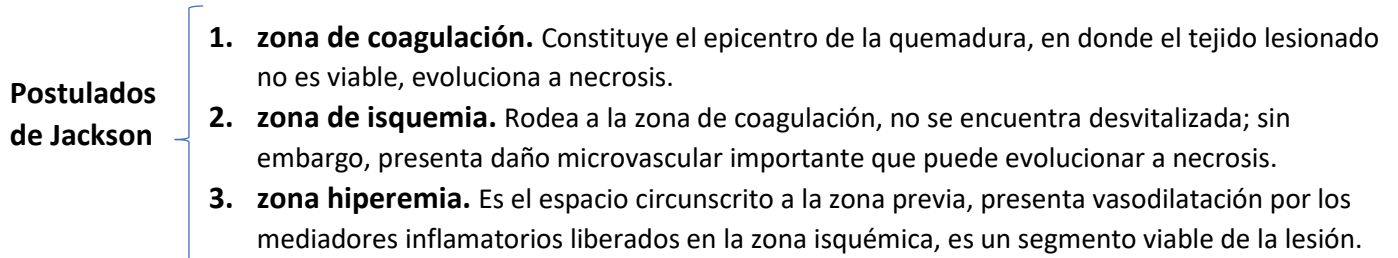 Postulados
de Jackson
1. zona de coagulación. Constituye el epicentro de la quemadura, en donde el tejido lesionado
no es viable, evoluciona a necrosis.
2. zona de isquemia. Rodea a la zona de coagulación, no se encuentra desvitalizada; sin
embargo, presenta daño microvascular importante que puede evolucionar a necrosis.
3. zona hiperemia. Es el espacio circunscrito a la zona previa, presenta vasodilatación por los
mediadores inflamatorios liberados en la zona isquémica, es un segmento viable de la lesión.